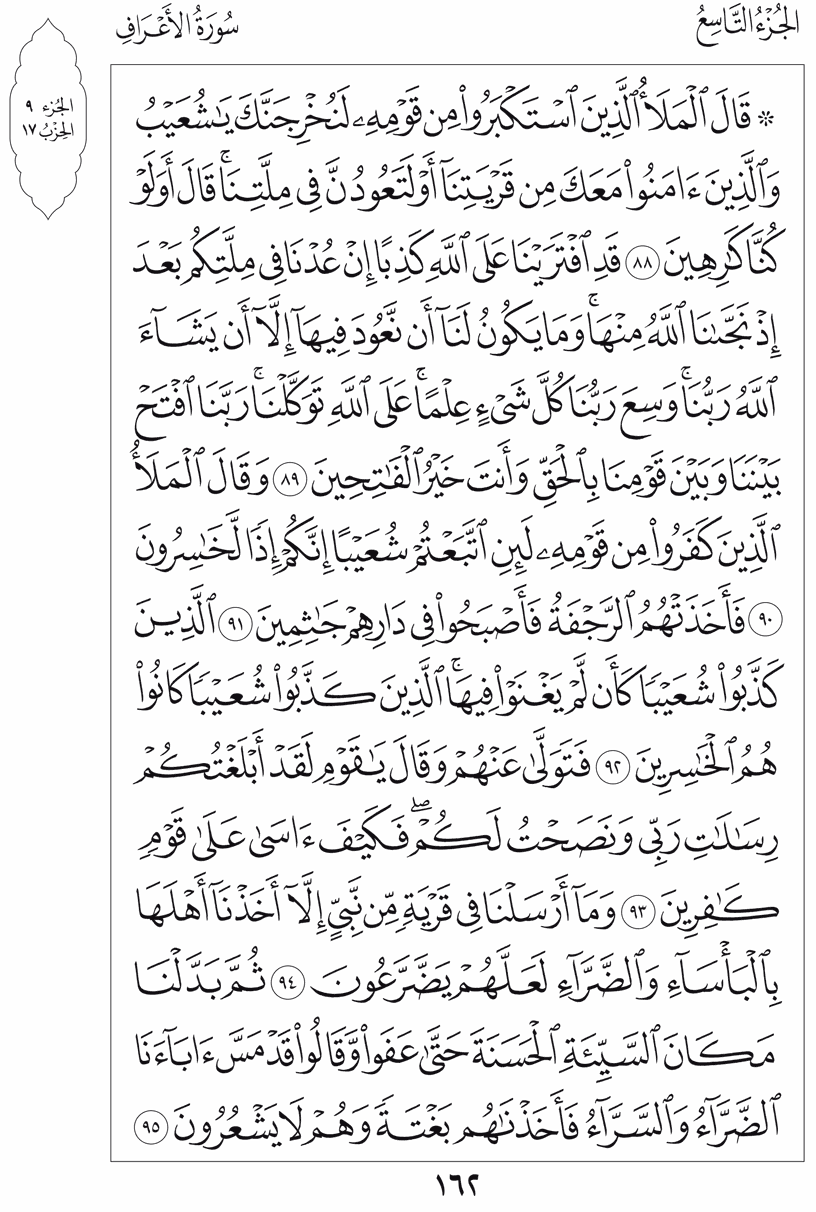 الجُزْءُ التَّاسِعُ
سُورَةُ الأَعْرَافِ
الجزء ٩
الحزب ١٧
۞ قَالَ ٱلْمَلَأُ ٱلَّذِينَ ٱسْتَكْبَرُوا۟ مِن قَوْمِهِۦ لَنُخْرِجَنَّكَ يَـٰشُعَيْبُ
وَٱلَّذِينَ ءَامَنُوا۟ مَعَكَ مِن قَرْيَتِنَآ أَوْ لَتَعُودُنَّ فِى مِلَّتِنَا ۚ قَالَ أَوَلَوْ
كُنَّا كَـٰرِهِينَ ٨٨ قَدِ ٱفْتَرَيْنَا عَلَى ٱللَّهِ كَذِبًا إِنْ عُدْنَا فِى مِلَّتِكُم بَعْدَ
إِذْ نَجَّىٰنَا ٱللَّهُ مِنْهَا ۚ وَمَا يَكُونُ لَنَآ أَن نَّعُودَ فِيهَآ إِلَّآ أَن يَشَآءَ
ٱللَّهُ رَبُّنَا ۚ وَسِعَ رَبُّنَا كُلَّ شَىْءٍ عِلْمًا ۚ عَلَى ٱللَّهِ تَوَكَّلْنَا ۚ رَبَّنَا ٱفْتَحْ
بَيْنَنَا وَبَيْنَ قَوْمِنَا بِٱلْحَقِّ وَأَنتَ خَيْرُ ٱلْفَـٰتِحِينَ ٨٩ وَقَالَ ٱلْمَلَأُ
ٱلَّذِينَ كَفَرُوا۟ مِن قَوْمِهِۦ لَئِنِ ٱتَّبَعْتُمْ شُعَيْبًا إِنَّكُمْ إِذًا لَّخَـٰسِرُونَ
٩٠ فَأَخَذَتْهُمُ ٱلرَّجْفَةُ فَأَصْبَحُوا۟ فِى دَارِهِمْ جَـٰثِمِينَ ٩١ ٱلَّذِينَ
كَذَّبُوا۟ شُعَيْبًا كَأَن لَّمْ يَغْنَوْا۟ فِيهَا ۚ ٱلَّذِينَ كَذَّبُوا۟ شُعَيْبًا كَانُوا۟
هُمُ ٱلْخَـٰسِرِينَ ٩٢ فَتَوَلَّىٰ عَنْهُمْ وَقَالَ يَـٰقَوْمِ لَقَدْ أَبْلَغْتُكُمْ
رِسَـٰلَـٰتِ رَبِّى وَنَصَحْتُ لَكُمْ ۖ فَكَيْفَ ءَاسَىٰ عَلَىٰ قَوْمٍ
كَـٰفِرِينَ ٩٣ وَمَآ أَرْسَلْنَا فِى قَرْيَةٍ مِّن نَّبِىٍّ إِلَّآ أَخَذْنَآ أَهْلَهَا
بِٱلْبَأْسَآءِ وَٱلضَّرَّآءِ لَعَلَّهُمْ يَضَّرَّعُونَ ٩٤ ثُمَّ بَدَّلْنَا
مَكَانَ ٱلسَّيِّئَةِ ٱلْحَسَنَةَ حَتَّىٰ عَفَوا۟ وَّقَالُوا۟ قَدْ مَسَّ ءَابَآءَنَا
ٱلضَّرَّآءُ وَٱلسَّرَّآءُ فَأَخَذْنَـٰهُم بَغْتَةً وَهُمْ لَا يَشْعُرُونَ ٩٥
١٦٢